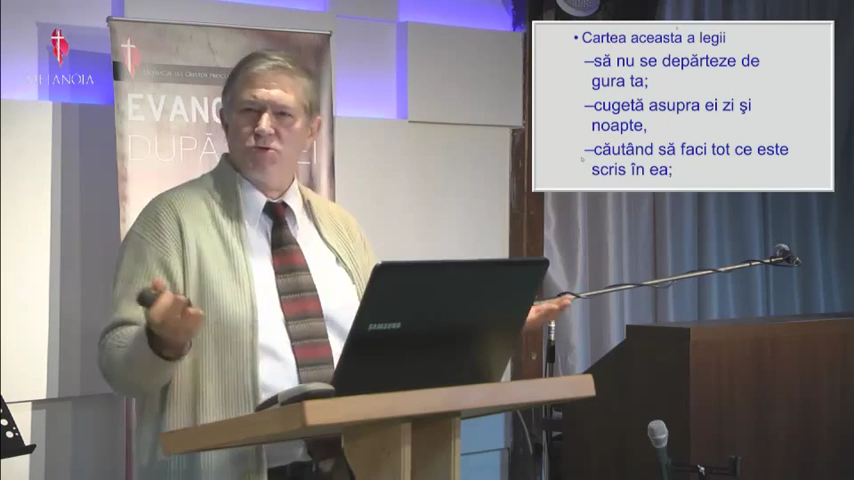 METANOIA
EVANG
DUPĂ EI
SAMSUNG
• Cartea aceasta a legii
–să nu se depărteze de
gura ta;
–cugetă asupra ei zi şi
noapte,
–căutând să faci tot ce este
scris în ea;